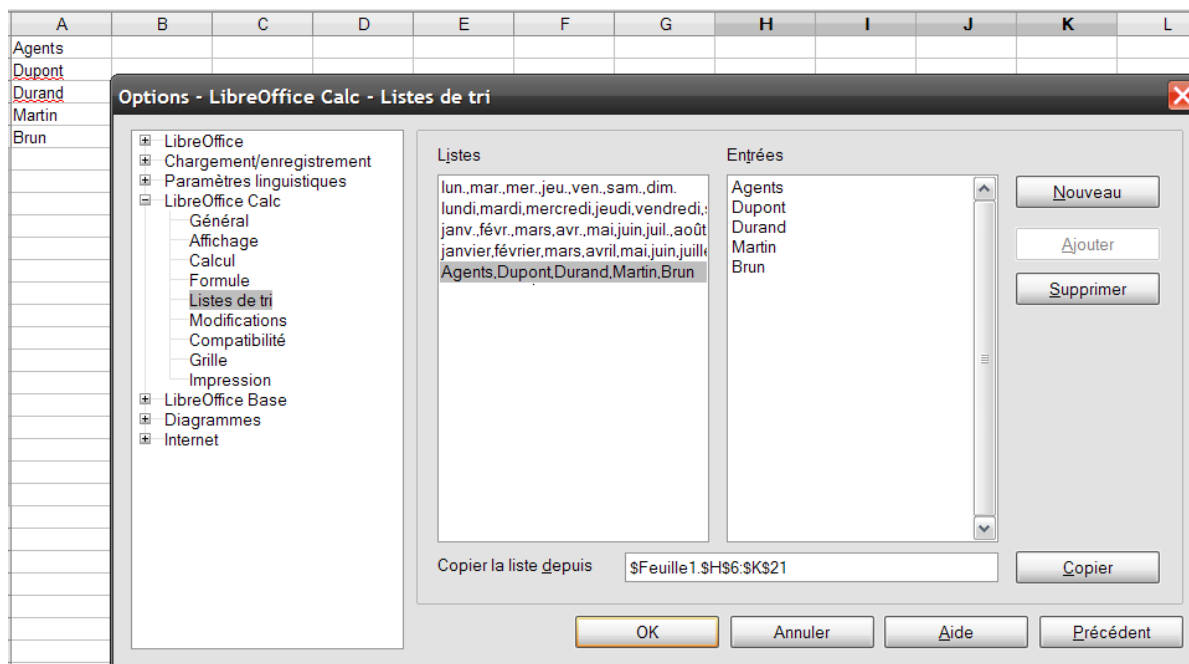 A B C D E F G H I J K L
Agents
Dupont
Durand
Martin
Brun
Options - LibreOffice Calc - Listes de tri
LibreOffice
Chargement/enregistrement
Paramètres linguistiques
LibreOffice Calc
Général
Affichage
Calcul
Formule
Listes de tri
Modifications
Compatibilité
Grille
Impression
LibreOffice Base
Diagrammes
Internet
Listes
lun.,mar.,mer.,jeu.,ven.,sam.,dim.
lundi,mardi,mercredi,jeudi,vendredi,
janv.,févr.,mars,avr.,mai,juin,juil.,août
janvier,février,mars,avril,mai,juin,juill
Agents,Dupont,Durand,Martin,Brun
Entrées
Agents
Dupont
Durand
Martin
Brun
Nouveau
Ajouter
Supprimer
Copier la liste depuis $Feuille1.$H$6:$K$21 Copier
OK Annuler Aide Précédent